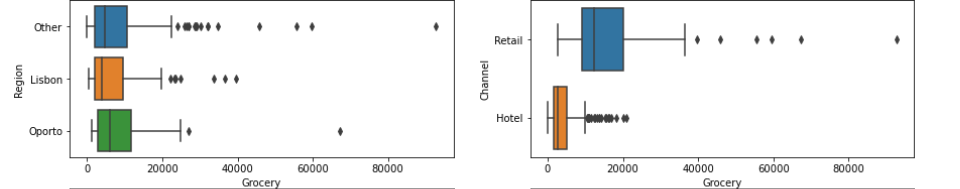 Other
Lisbon
Oporto
Region
0 20000 40000 60000 80000
Grocery
Retail
Hotel
Channel
0 20000 40000 60000 80000
Grocery